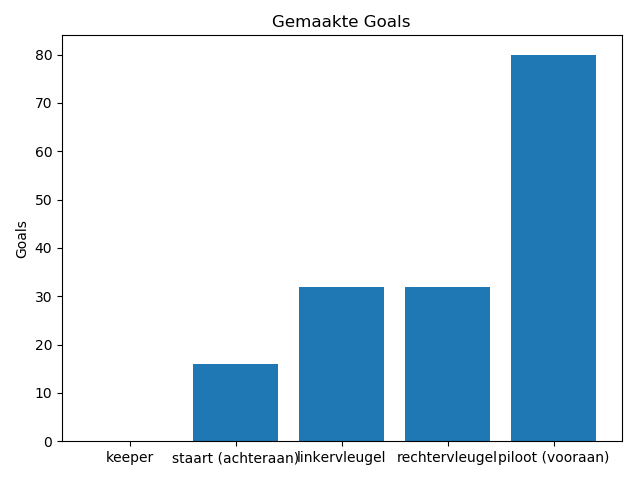 Gemaakte Goals
80
70
60
50
40
30
20
10
0
Goals
keeper
staart (achteraan)
linkervleugel
rechtervleugel
piloot (vooraan)